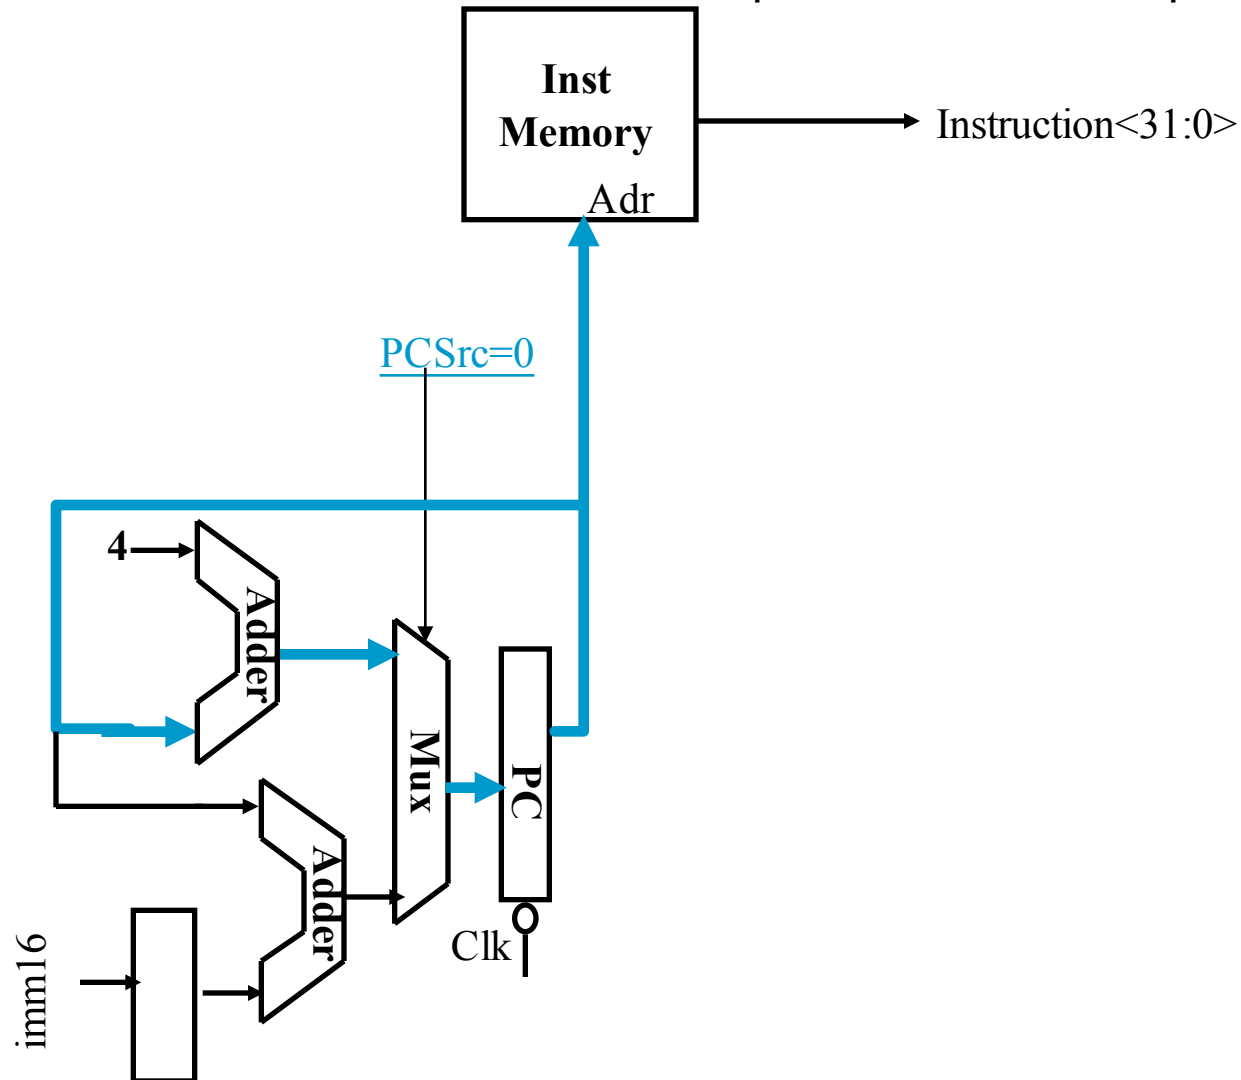 Inst
Memory
Adr
Instruction<31:0>
PCSrc=0
4
Adder
Mux
PC
Adder
Clk
imm16